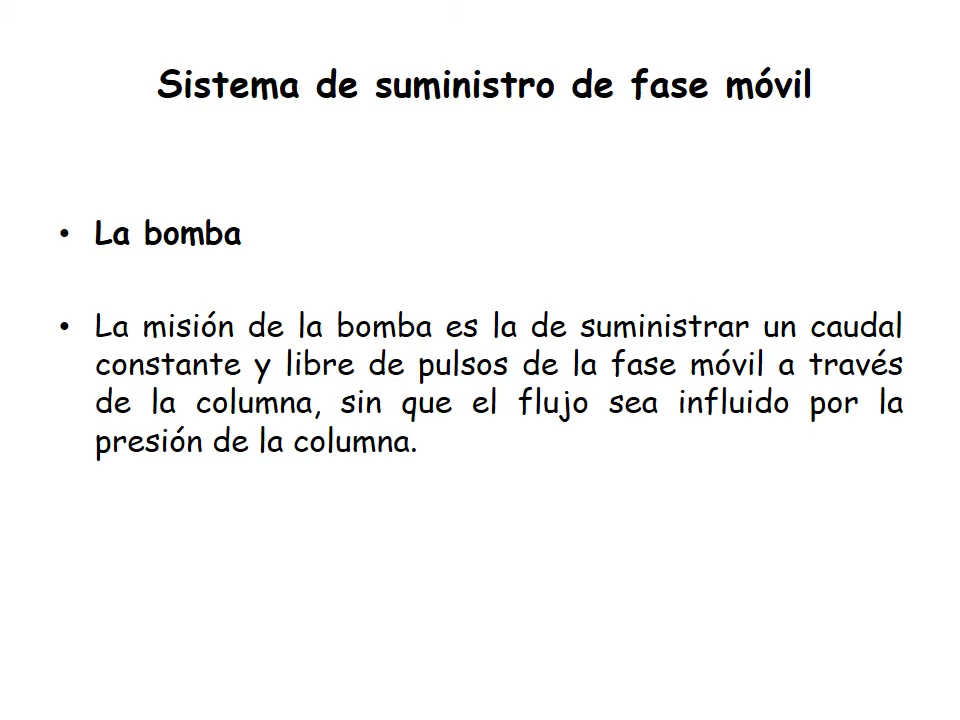 Sistema de suministro de fase móvil
• La bomba
• La misión de la bomba es la de suministrar un caudal
constante y libre de pulsos de la fase móvil a través
de la columna, sin que el flujo sea influido por la
presión de la columna.